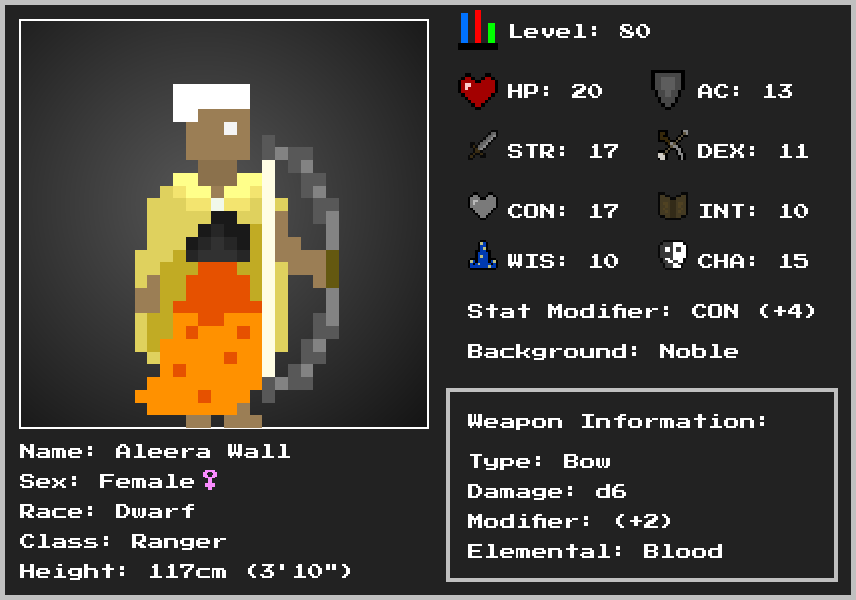 Level: 80
HP: 20
AC: 13
STR: 17
DEX: 11
CON: 17
INT: 10
WIS: 10
CHA: 15
Stat Modifier: CON (+4)
Background: Noble
Weapon Information:
Type: Bow
Damage: d6
Modifier: (+2)
Elemental: Blood
Name: Aleera Wall
Sex: Female♀
Race: Dwarf
Class: Ranger
Height: 117cm (3'10")